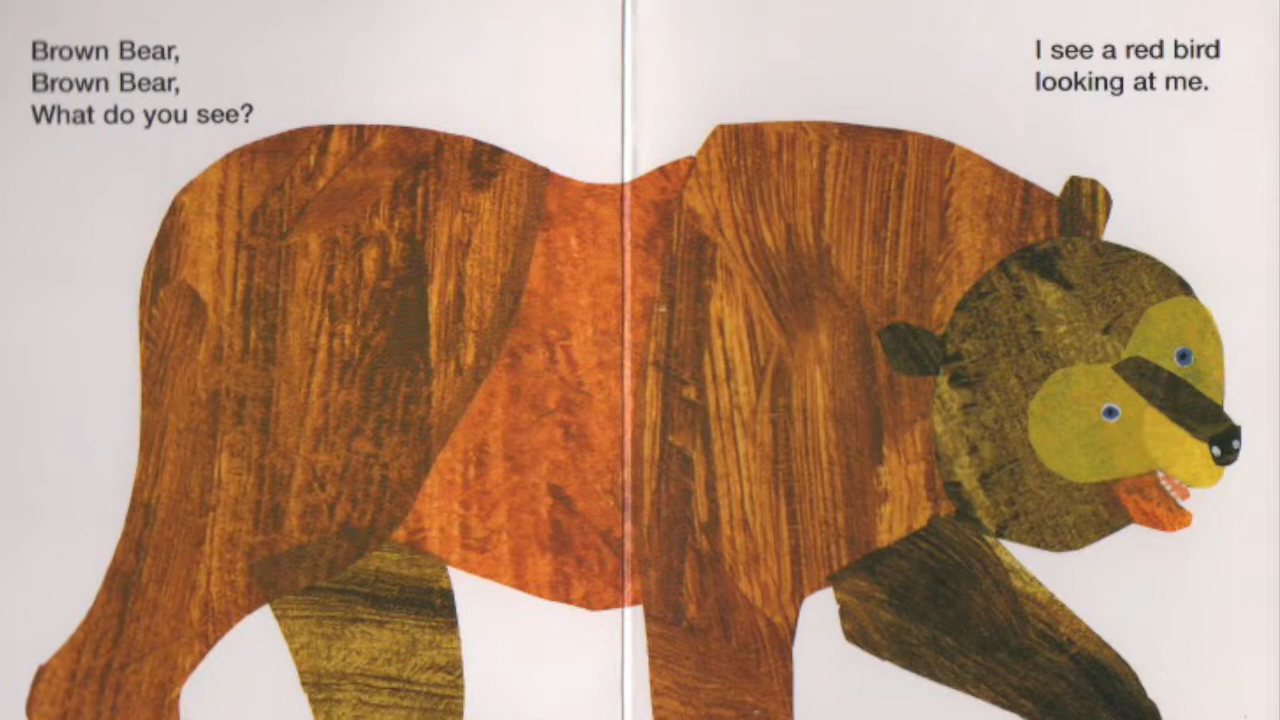 Brown Bear,
Brown Bear,
What do you see?
I see a red bird
looking at me.